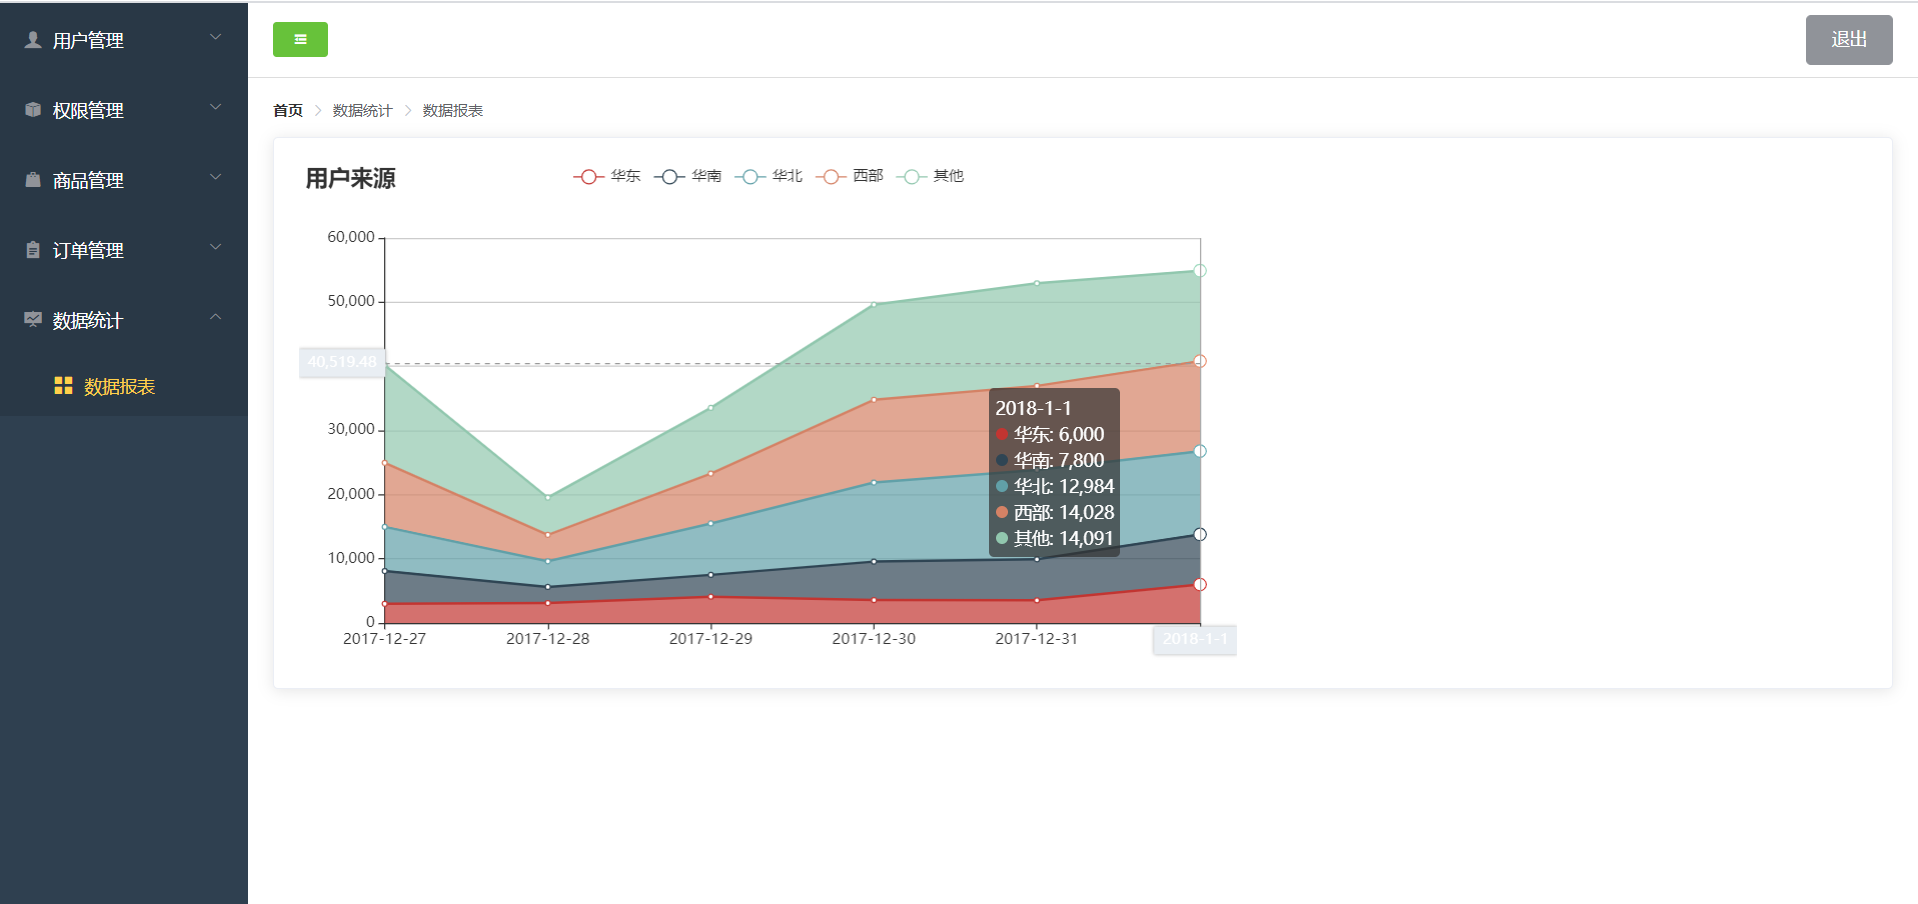 用户管理
权限管理
商品管理
订单管理
数据统计
数据报表
退出
首页 数据统计 数据报表
用户来源
华东 华南 华北 西部 其他
60,000
50,000
40,519.48
30,000
20,000
10,000
0
2018-1-1
华东: 6,000
华南: 7,800
华北: 12,984
西部: 14,028
其他: 14,091
2017-12-27 2017-12-28 2017-12-29 2017-12-30 2017-12-31 2018-1-1